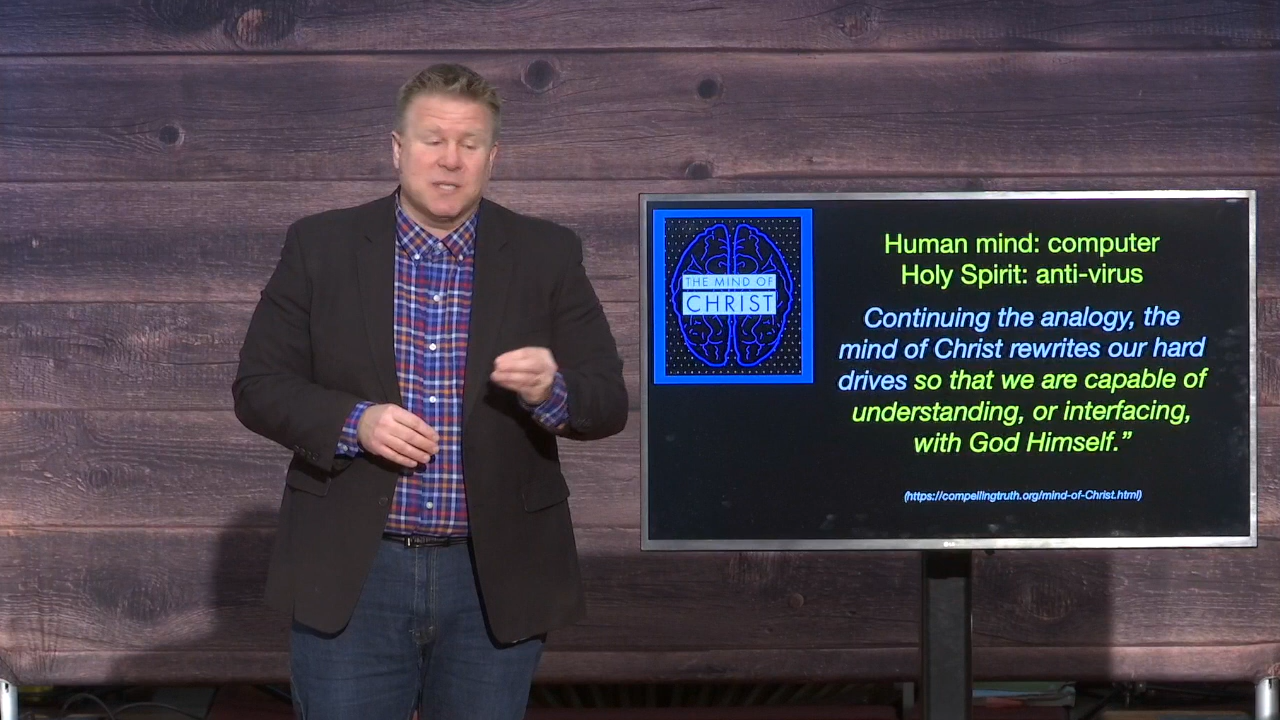 THE MIND OF
CHRIST
Human mind: computer
Holy Spirit: anti-virus
Continuing the analogy, the
mind of Christ rewrites our hard
drives so that we are capable of
understanding, or interfacing,
with God Himself.”
(https://compellingtruth.org/mind-of-Christ.html)